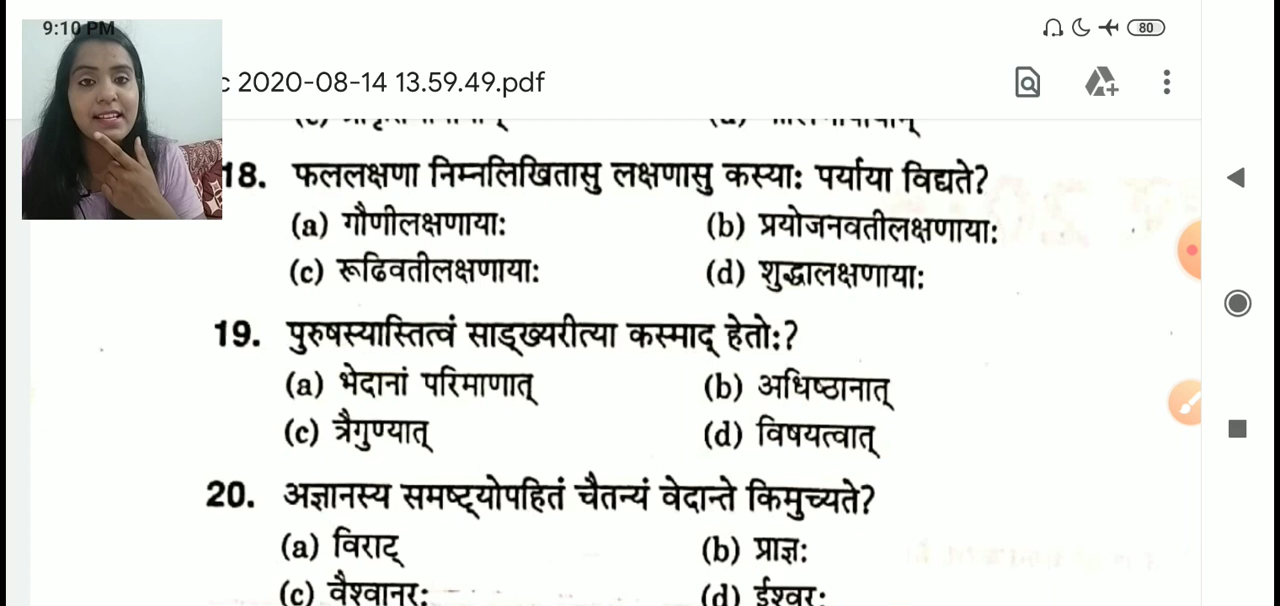 9:10 PM
80
c 2020-08-14 13.59.49.pdf
18. फललक्षणा निम्नलिखितासु लक्षणासु कस्याः पर्याया विद्यते?
(a) गौणीलक्षणायाः (b) प्रयोजनवतीलक्षणायाः
(c) रूढिवतीलक्षणायाः (d) शुद्धालक्षणायाः
19. पुरुषस्यास्तित्वं साङ्ख्यरीत्या कस्माद् हेतोः?
(a) भेदानां परिमाणात् (b) अधिष्ठानात्
(c) त्रैगुण्यात् (d) विषयत्वात्
20. अज्ञानस्य समष्ट्योपहितं चैतन्यं वेदान्ते किमुच्यते?
(a) विराट् (b) प्राज्ञः
(c) वैश्वानरः (d) ईश्वरः